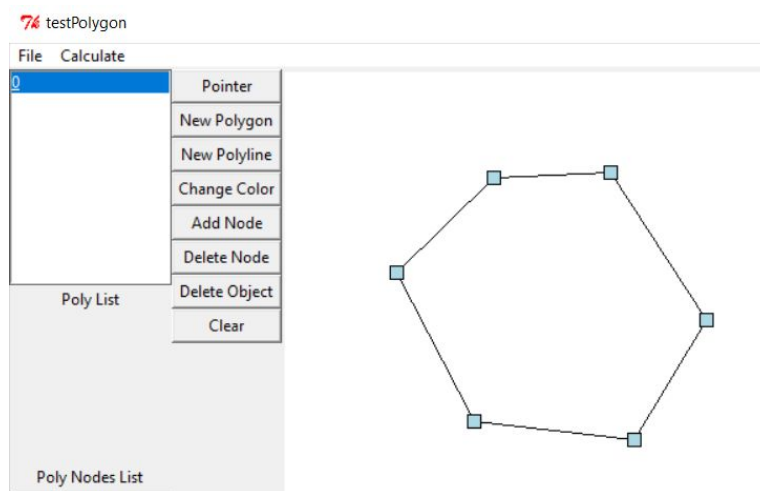 testPolygon
File Calculate
0
Pointer
New Polygon
New Polyline
Change Color
Add Node
Delete Node
Delete Object
Clear
Poly List
Poly Nodes List